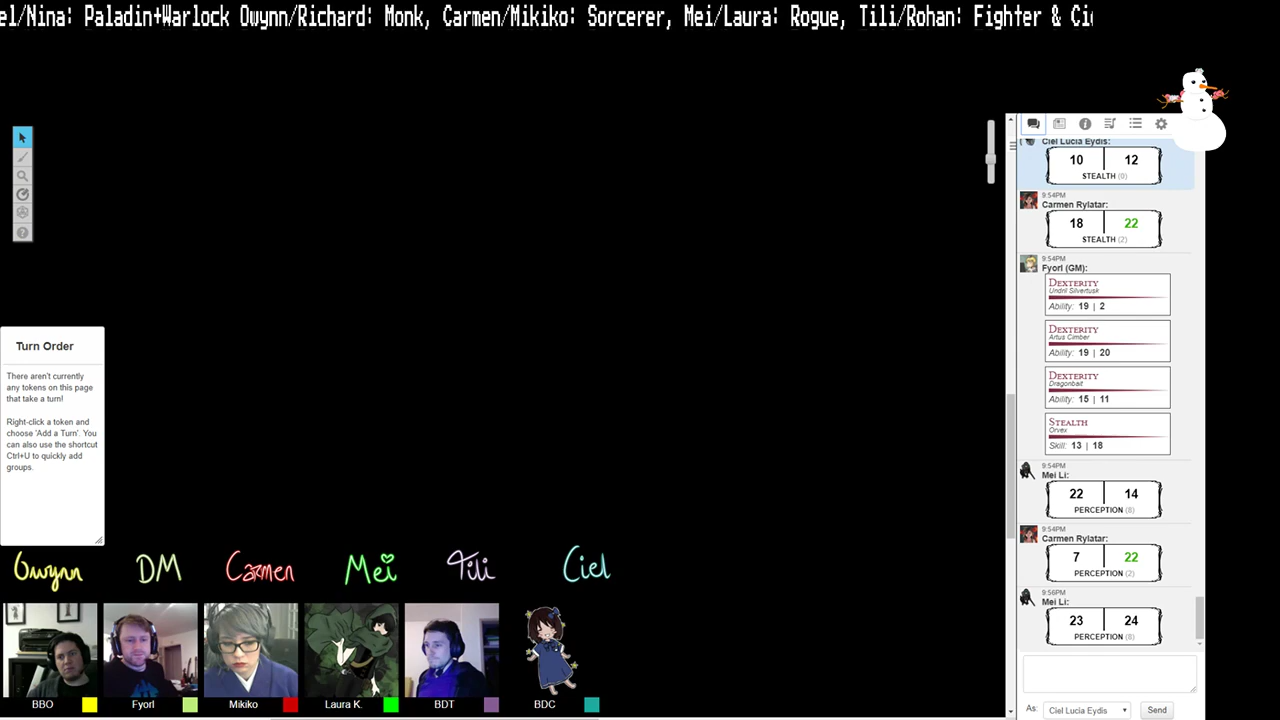 el/Nina: Paladin+Warlock Owynn/Richard: Monk, Carmen/Mikiko: Sorcerer, Mei/Laura: Rogue, Tili/Rohan: Fighter & Ci
Ciel Lucia Eydis:
10 12
STEALTH (0)
9:54PM
Carmen Rylatar:
18 22
STEALTH (2)
9:54PM
Fyorl (GM):
DEXTERITY
Undril Silvertusk
Ability: 19 | 2
DEXTERITY
Artus Cimber
Ability: 19 | 20
DEXTERITY
Dragonbait
Ability: 15 | 11
STEALTH
Orvex
Skill: 13 | 18
9:54PM
Mei Li:
22 14
PERCEPTION (8)
9:54PM
Carmen Rylatar:
7 22
PERCEPTION (2)
9:56PM
Mei Li:
23 24
PERCEPTION (8)
As: Ciel Lucia Eydis Send
Turn Order
There aren't currently
any tokens on this page
that take a turn!
Right-click a token and
choose 'Add a Turn'. You
can also use the shortcut
Ctrl+U to quickly add
groups.
Owynn DM Carmen Mei Tili Ciel
BBO Fyorl Mikiko Laura K. BDT BDC